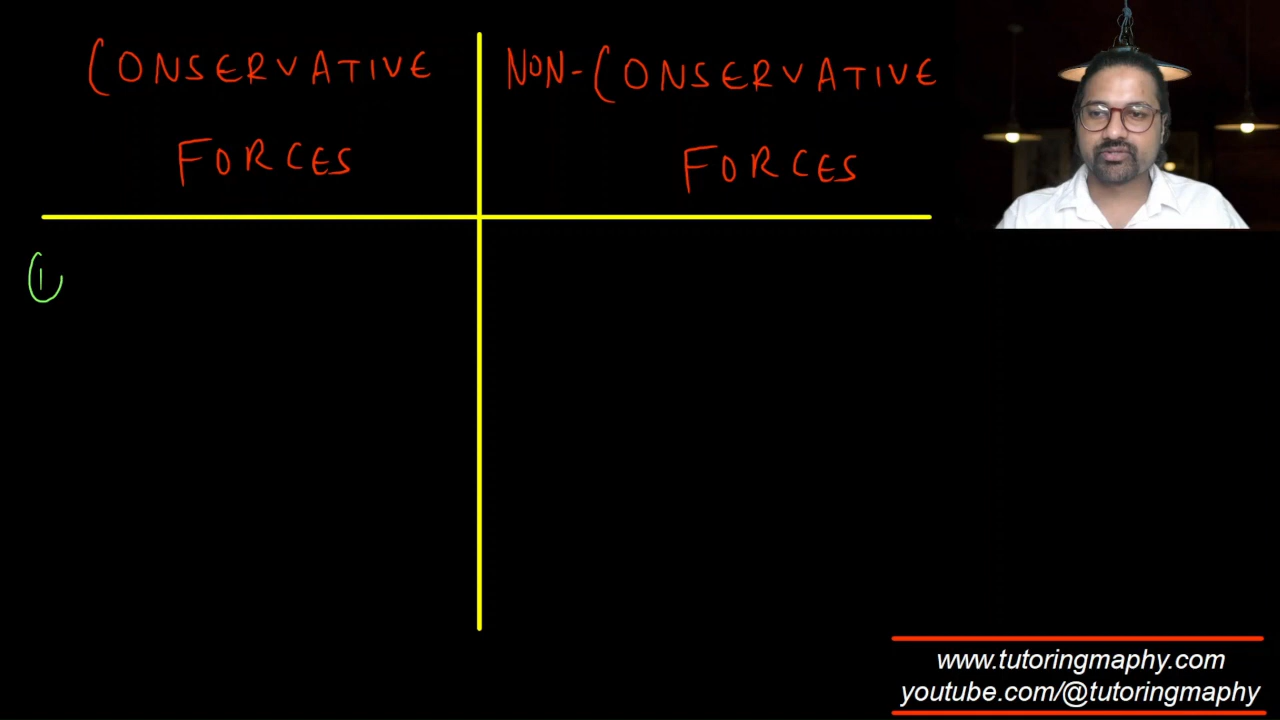 CONSERVATIVE
FORCES
NON-CONSERVATIVE
FORCES
①
www.tutoringmaphy.com
youtube.com/@tutoringmaphy